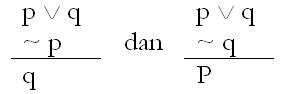 p ∨ q dan p ∨ q
~ p ~ q
q P